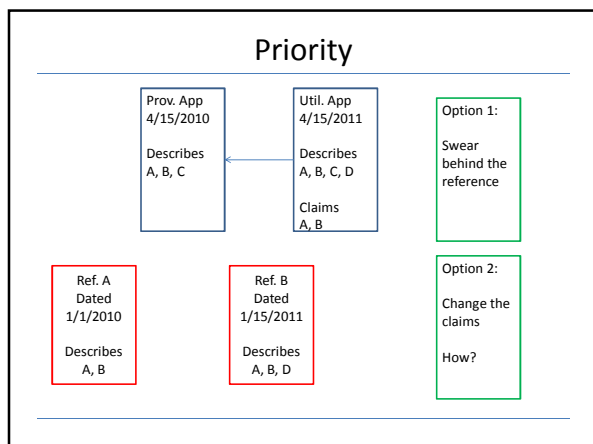 Priority
Prov. App
4/15/2010
Describes
A, B, C
Util. App
4/15/2011
Describes
A, B, C, D
Claims
A, B
Option 1:
Swear
behind the
reference
Ref. A
Dated
1/1/2010
Describes
A, B
Ref. B
Dated
1/15/2011
Describes
A, B, D
Option 2:
Change the
claims
How?